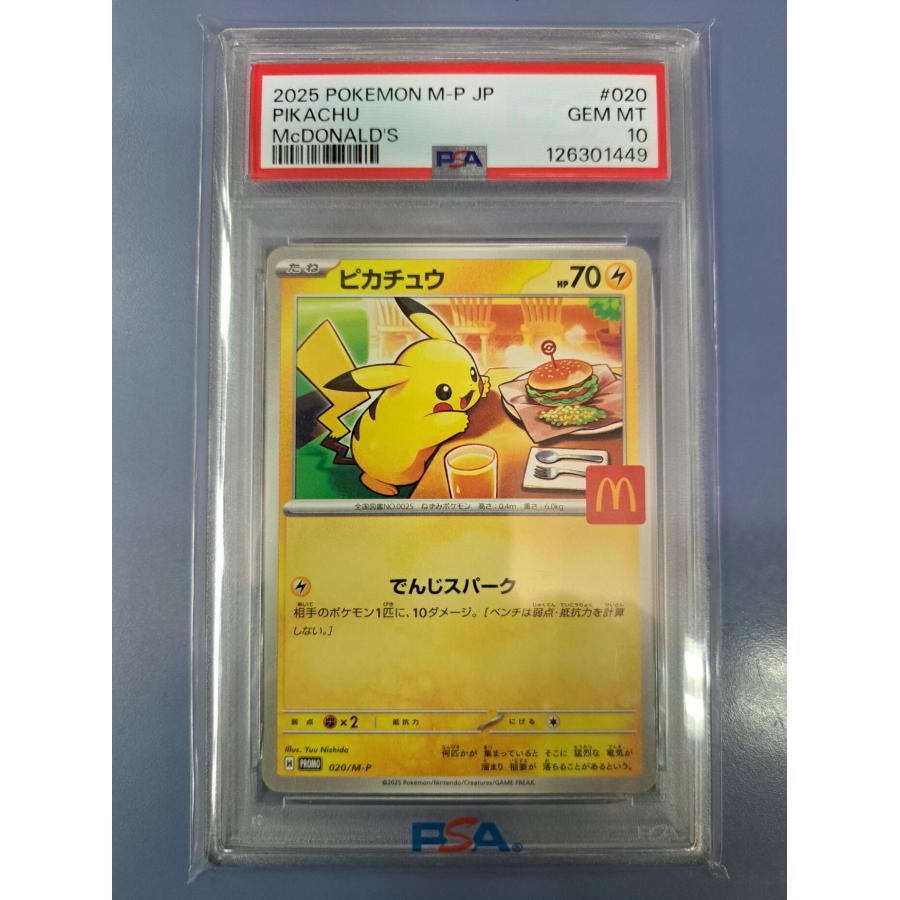 2025 POKEMON M-P JP #020
PIKACHU GEM MT
McDONALD'S 10
PSA 126301449
たね ピカチュウ HP70
全国図鑑NO.0025 ねずみポケモン 高さ:0.4m 重さ:6.0kg
でんじスパーク
相手のポケモン1匹に、10ダメージ。[ベンチは弱点・抵抗力を計算
しない。]
弱点 ×2 抵抗力 にげる
Illus. Yuu Nishida
何匹かが 集まっていると そこに 猛烈な 電気が
H PROMO 020/M-P
溜まり 稲妻が 落ちることがあるという。
©2025 Pokémon/Nintendo/Creatures/GAME FREAK.
PSA